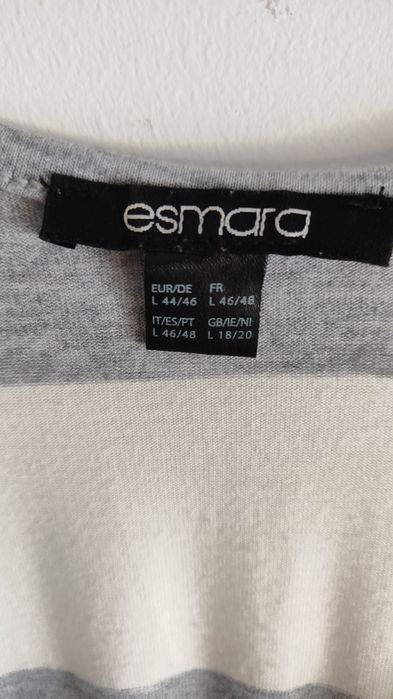 esmara
EUR/DE FR
L 44/46 L 46/48
IT/ES/PT GB/IE/NI
L 46/48 L 18/20